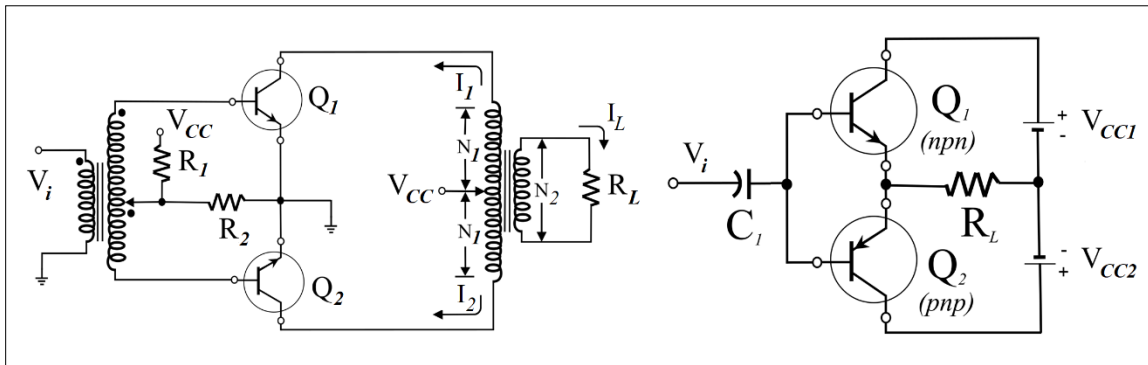 Q1
I1
VCC
R1
N1
IL
Vi
VCC
N2
RL
R2
N1
Q2
I2
Q1
(npn)
+
-
VCC1
Vi
C1
RL
Q2
(pnp)
-
+
VCC2